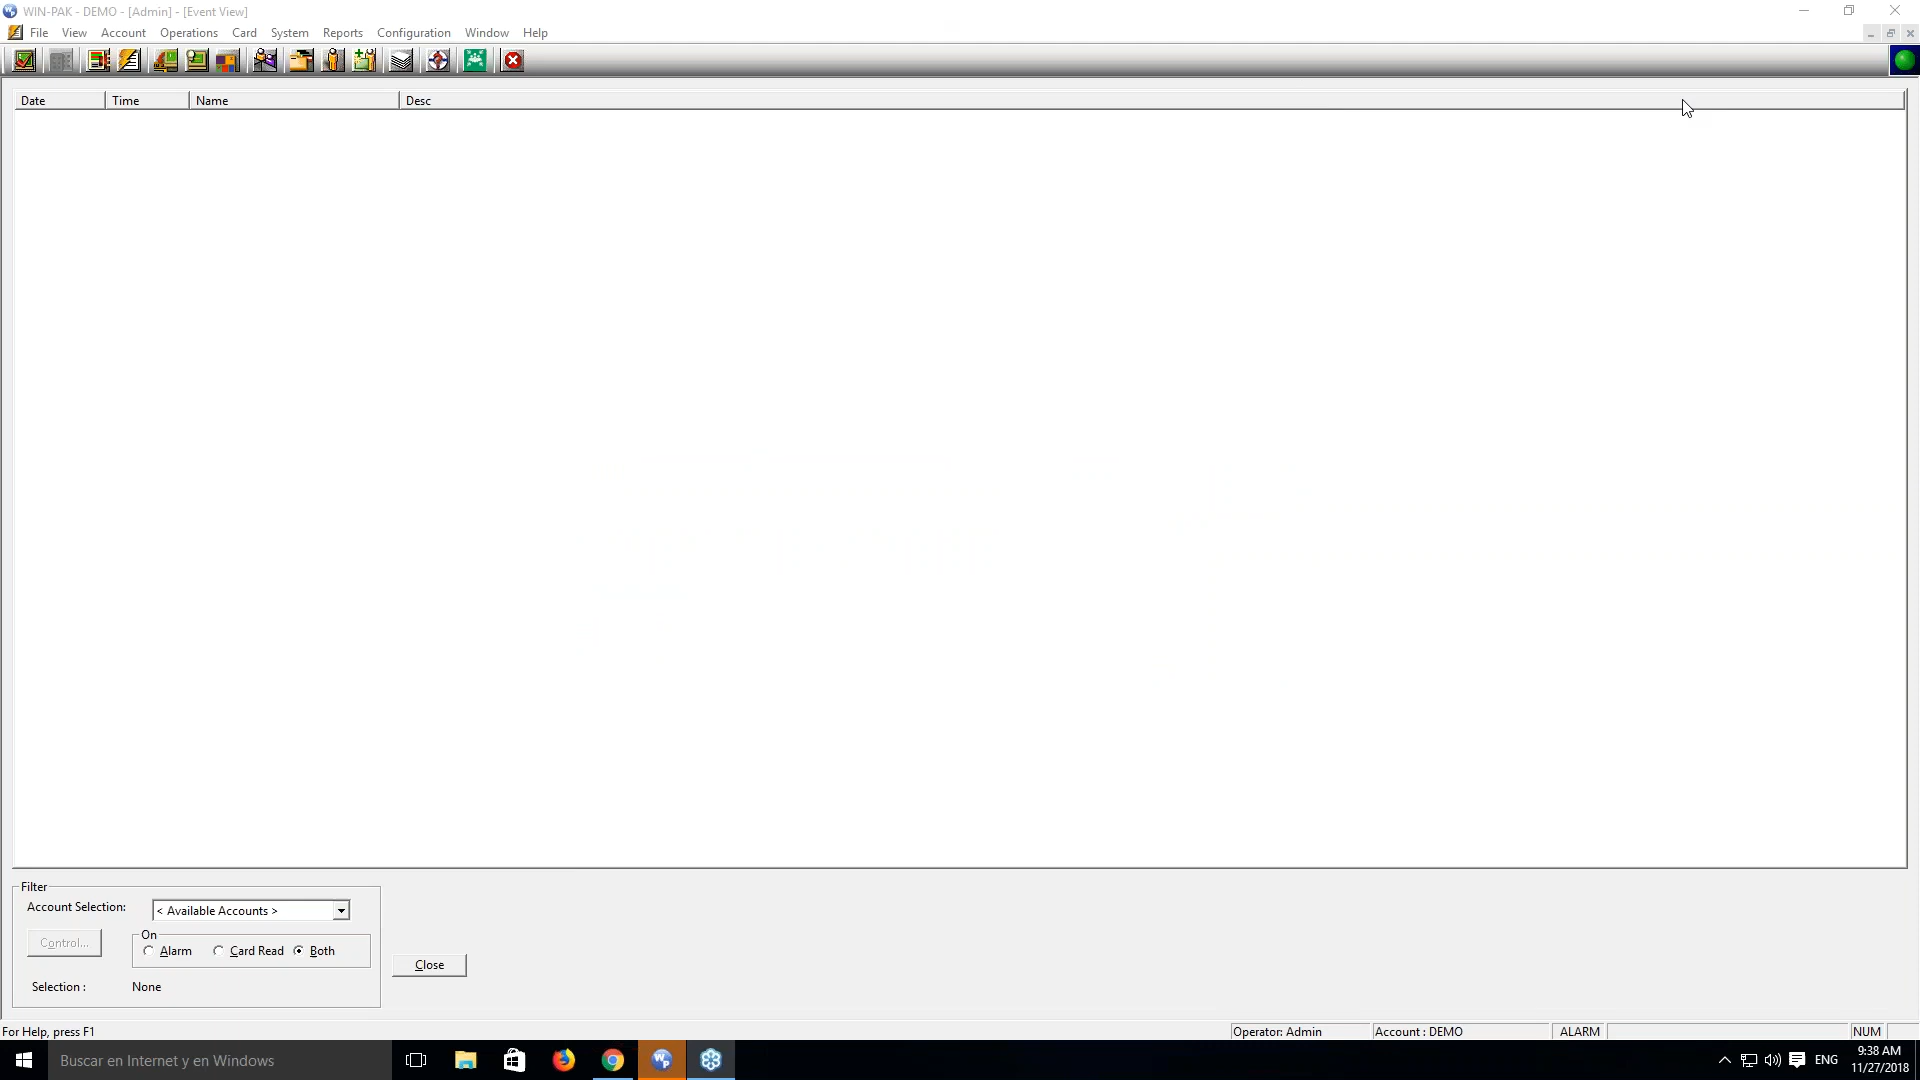 WIN-PAK - DEMO - [Admin] - [Event View]
File View Account Operations Card System Reports Configuration Window Help
Date Time Name Desc
Filter
Account Selection: < Available Accounts >
Control...
On
Alarm Card Read Both
Close
Selection : None
For Help, press F1 Operator: Admin Account : DEMO ALARM NUM
Buscar en Internet y en Windows ENG 9:38 AM
11/27/2018